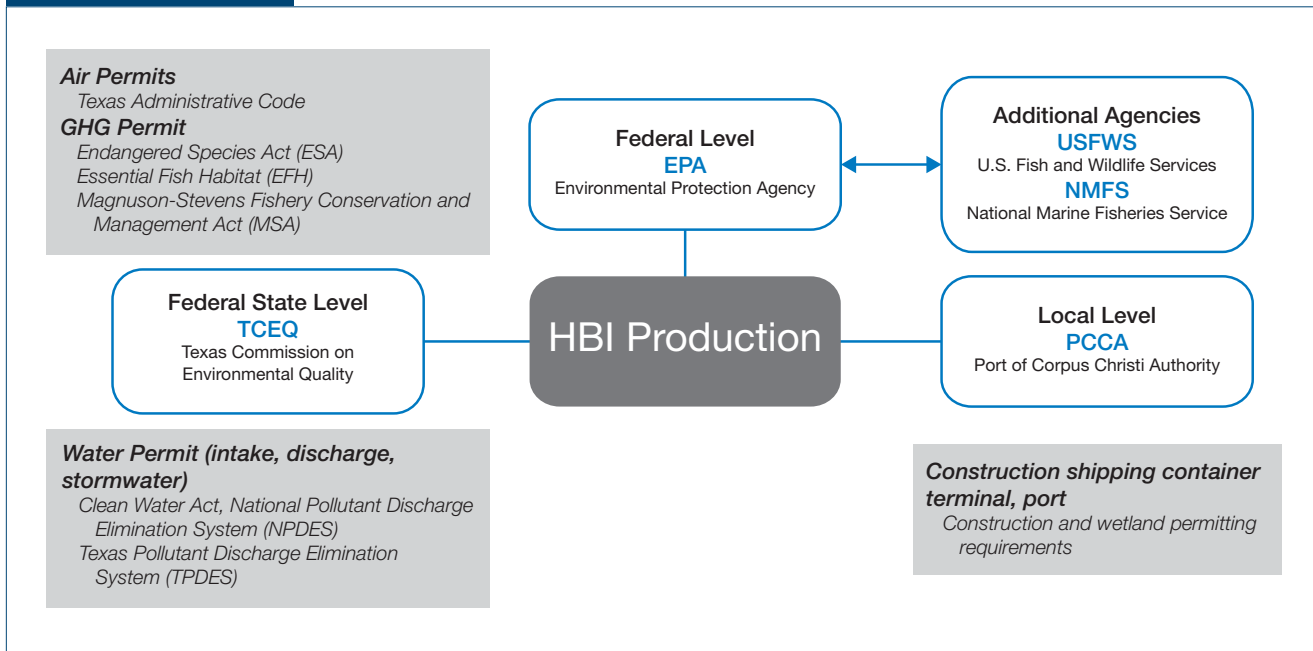 Air Permits
Texas Administrative Code
GHG Permit
Endangered Species Act (ESA)
Essential Fish Habitat (EFH)
Magnuson-Stevens Fishery Conservation and
Management Act (MSA)
Federal Level
EPA
Environmental Protection Agency
Additional Agencies
USFWS
U.S. Fish and Wildlife Services
NMFS
National Marine Fisheries Service
Federal State Level
TCEQ
Texas Commission on
Environmental Quality
HBI Production
Local Level
PCCA
Port of Corpus Christi Authority
Water Permit (intake, discharge,
stormwater)
Clean Water Act, National Pollutant Discharge
Elimination System (NPDES)
Texas Pollutant Discharge Elimination
System (TPDES)
Construction shipping container
terminal, port
Construction and wetland permitting
requirements